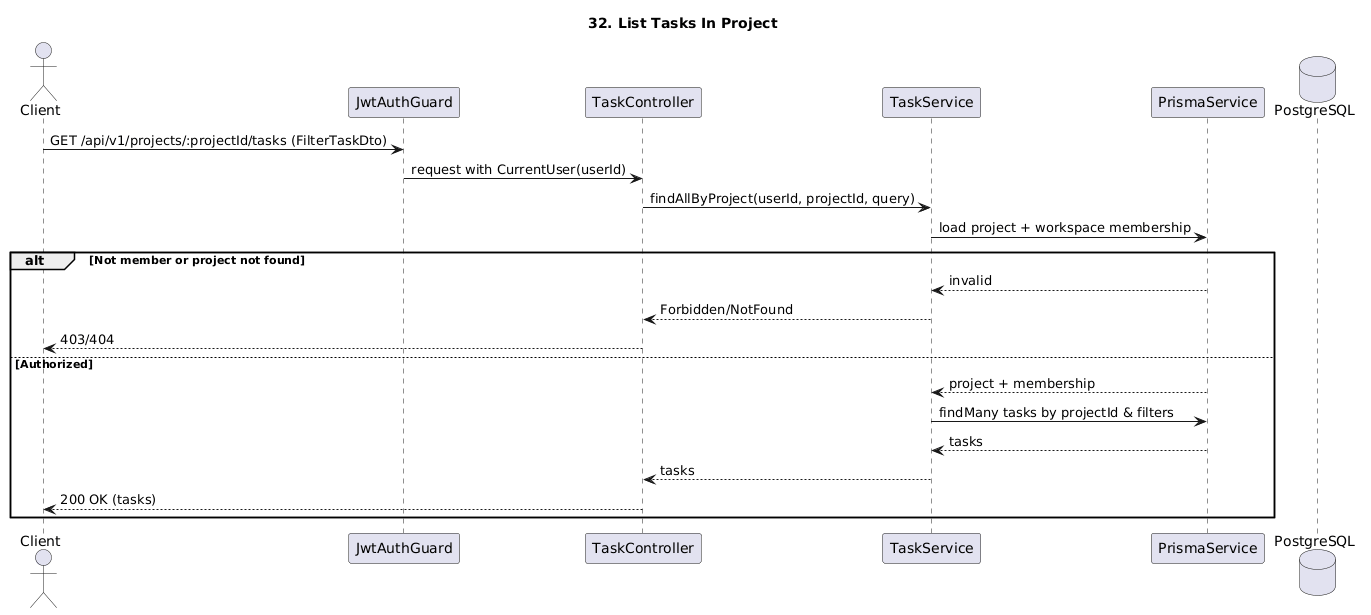 32. List Tasks In Project
Client
JwtAuthGuard
TaskController
TaskService
PrismaService
PostgreSQL
GET /api/v1/projects/:projectId/tasks (FilterTaskDto)
request with CurrentUser(userId)
findAllByProject(userId, projectId, query)
load project + workspace membership
alt [Not member or project not found]
invalid
Forbidden/NotFound
403/404
[Authorized]
project + membership
findMany tasks by projectId & filters
tasks
tasks
200 OK (tasks)
Client
JwtAuthGuard
TaskController
TaskService
PrismaService
PostgreSQL